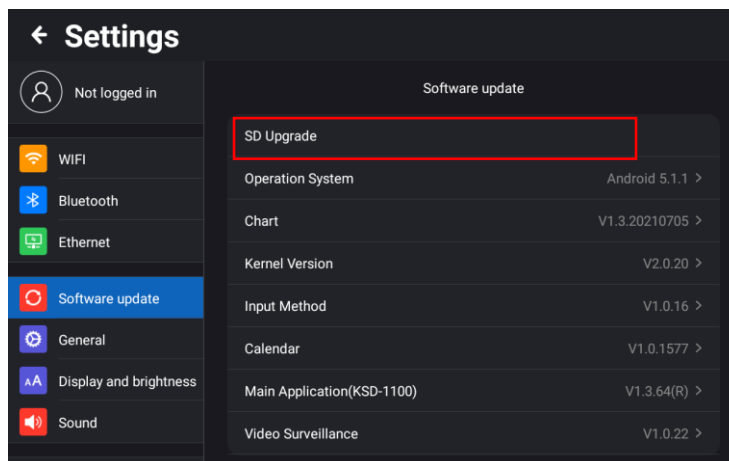 Settings
Not logged in
WIFI
Bluetooth
Ethernet
Software update
General
AA Display and brightness
Sound
Software update
SD Upgrade
Operation System Android 5.1.1 >
Chart V1.3.20210705 >
Kernel Version V2.0.20 >
Input Method V1.0.16 >
Calendar V1.0.1577 >
Main Application(KSD-1100) V1.3.64(R) >
Video Surveillance V1.0.22 >